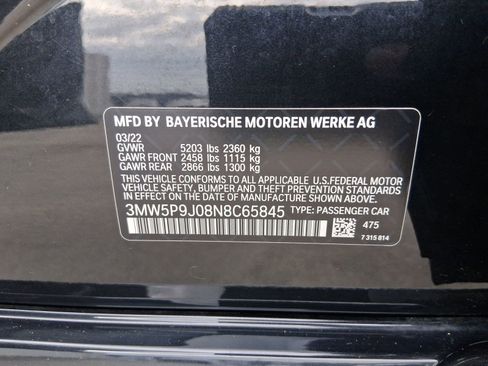 MFD BY BAYERISCHE MOTOREN WERKE AG
03/22
GVWR 5203 lbs 2360 kg
GAWR FRONT 2458 lbs 1115 kg
GAWR REAR 2866 lbs 1300 kg
THIS VEHICLE CONFORMS TO ALL APPLICABLE U.S.FEDERAL MOTOR
VEHICLE SAFETY, BUMPER AND THEFT PREVENTION STANDARDS
IN EFFECT ON THE DATE OF MANUFACTURE SHOWN ABOVE.
3MW5P9J08N8C65845 TYPE: PASSENGER CAR
475
7 315 814